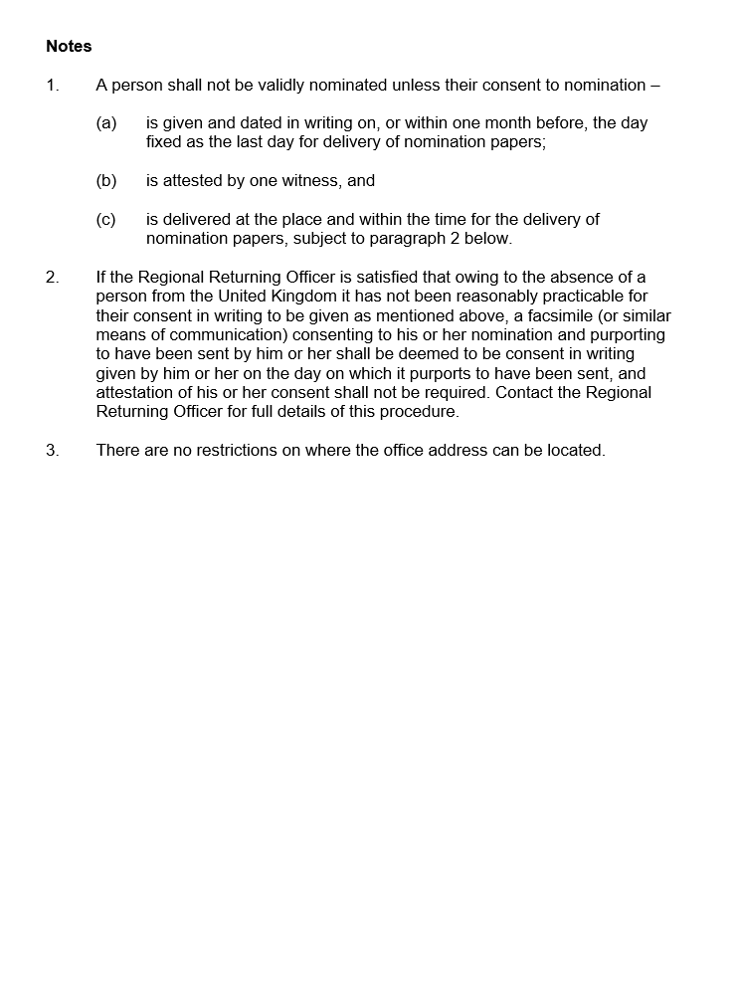 Notes
1. A person shall not be validly nominated unless their consent to nomination –
(a) is given and dated in writing on, or within one month before, the day
fixed as the last day for delivery of nomination papers;
(b) is attested by one witness, and
(c) is delivered at the place and within the time for the delivery of
nomination papers, subject to paragraph 2 below.
2. If the Regional Returning Officer is satisfied that owing to the absence of a
person from the United Kingdom it has not been reasonably practicable for
their consent in writing to be given as mentioned above, a facsimile (or similar
means of communication) consenting to his or her nomination and purporting
to have been sent by him or her shall be deemed to be consent in writing
given by him or her on the day on which it purports to have been sent, and
attestation of his or her consent shall not be required. Contact the Regional
Returning Officer for full details of this procedure.
3. There are no restrictions on where the office address can be located.